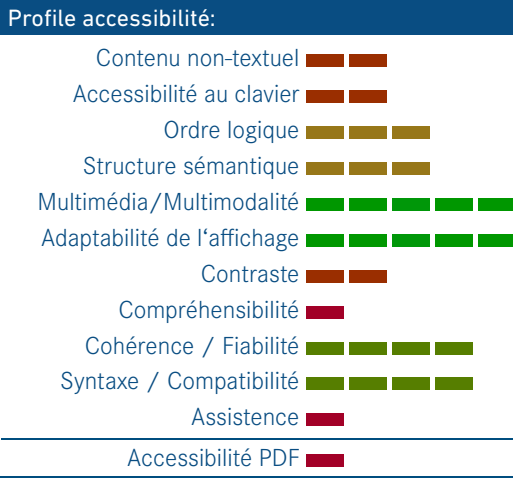 Profile accessibilité:
Contenu non-textuel
Accessibilité au clavier
Ordre logique
Structure sémantique
Multimédia/Multimodalité
Adaptabilité de l‘affichage
Contraste
Compréhensibilité
Cohérence / Fiabilité
Syntaxe / Compatibilité
Assistence
Accessibilité PDF